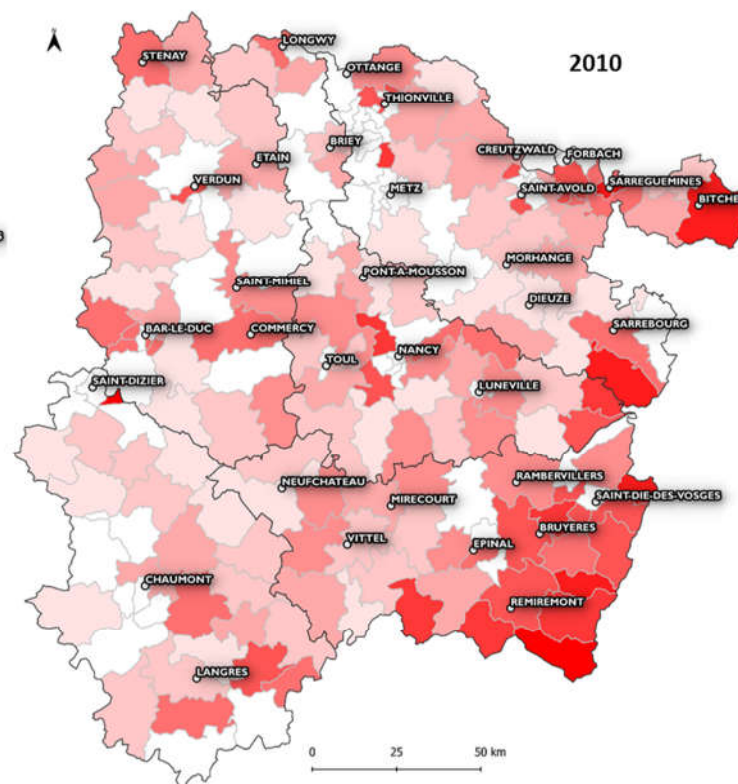 N
LONGWY
STENAY
2010
OTTANGE
THIONVILLE
BRIEY
CREUTZWALD
FORBACH
ETAIN
VERDUN
METZ
SAINT-AVOLD
SARREGUEMINES
BITCHE
MORHANGE
PONT-A-MOUSSON
SAINT-MIHIEL
DIEUZE
BAR-LE-DUC
COMMERCY
SARREBOURG
NANCY
TOUL
SAINT-DIZIER
LUNEVILLE
NEUFCHATEAU
RAMBERVILLERS
MIRECOURT
SAINT-DIE-DES-VOSGES
BRUYERES
VITTEL
EPINAL
CHAUMONT
REMIREMONT
LANGRES
0 25 50 km